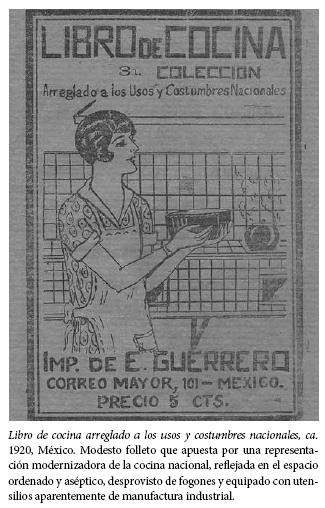 LIBRO DE COCINA
3a. COLECCION
Arreglado a los Usos y Costumbres Nacionales
IMP. DE E. GUERRERO
CORREO MAYOR, 101 - MEXICO.
PRECIO 5 CTS.
Libro de cocina arreglado a los usos y costumbres nacionales, ca.
1920, México. Modesto folleto que apuesta por una representa-
ción modernizadora de la cocina nacional, reflejada en el espacio
ordenado y aséptico, desprovisto de fogones y equipado con uten-
silios aparentemente de manufactura industrial.